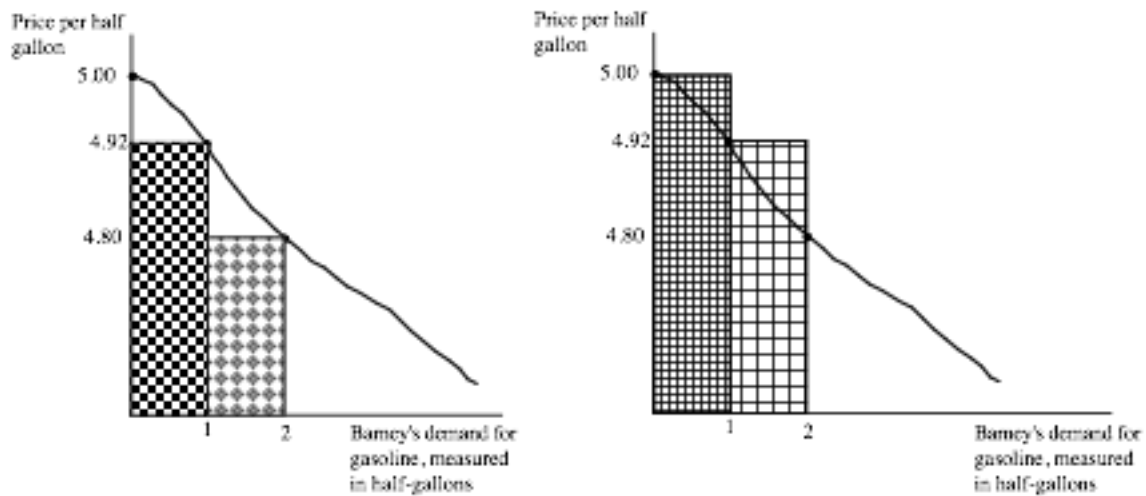 Price per half
gallon
5.00
4.92
4.80
1
2
Barney's demand for
gasoline, measured
in half-gallons
Price per half
gallon
5.00
4.92
4.80
1
2
Barney's demand for
gasoline, measured
in half-gallons